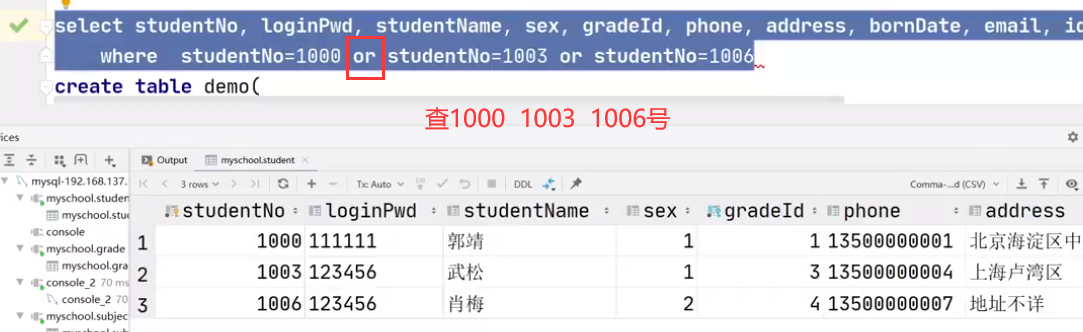 select studentNo, loginPwd, studentName, sex, gradeId, phone, address, bornDate, email, id
where studentNo=1000 or studentNo=1003 or studentNo=1006
create table demo(
查1000 1003 1006号
ices
Output myschool.student
mysql-192.168.137.
3 rows Tx: Auto DDL Comma-...d (CSV)
myschool.studen
myschool.stu
console
myschool.grade
myschool.gra
console_2 70 ms
console_2 70
myschool.subjec
studentNo loginPwd studentName sex gradeId phone address
1 1000 111111 郭靖 1 1 13500000001 北京海淀区中
2 1003 123456 武松 1 3 13500000004 上海卢湾区
3 1006 123456 肖梅 2 4 13500000007 地址不详